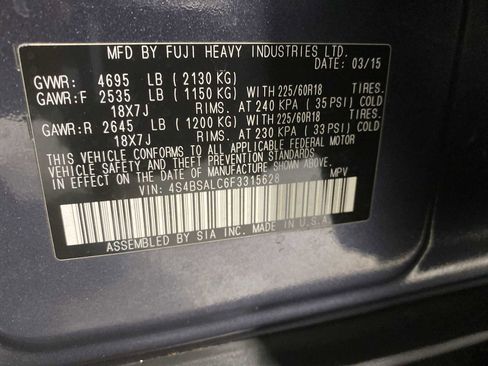 MFD BY FUJI HEAVY INDUSTRIES LTD.
DATE: 03/15
GVWR: 4695 LB (2130 KG)
GAWR:F 2535 LB (1150 KG) WITH 225/60R18 TIRES.
18X7J RIMS. AT 240 KPA (35 PSI) COLD
GAWR:R 2645 LB (1200 KG) WITH 225/60R18 TIRES.
18X7J RIMS. AT 230 KPA (33 PSI) COLD
THIS VEHICLE CONFORMS TO ALL APPLICABLE FEDERAL MOTOR
VEHICLE SAFETY AND THEFT PREVENTION STANDARDS
IN EFFECT ON THE DATE OF MANUFACTURE SHOWN ABOVE.
VIN: 4S4BSALC6F3315628 MPV
ASSEMBLED BY SIA INC. MADE IN U.S.A.